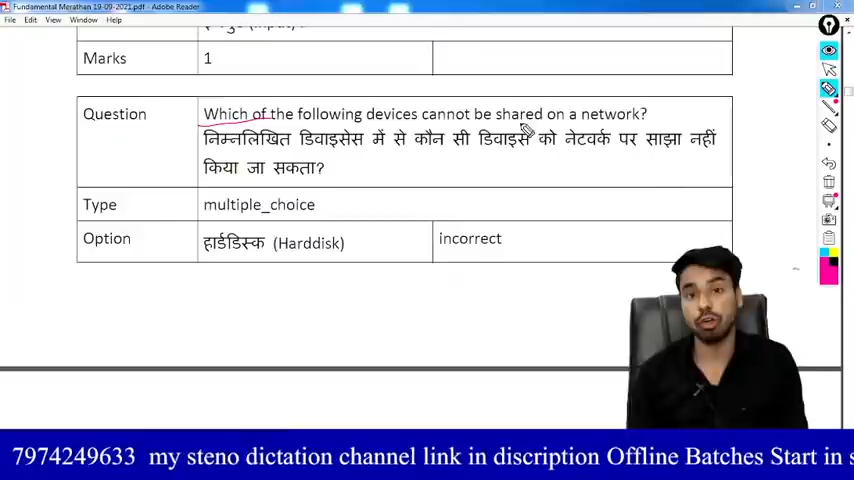 Fundamental Merathan 19-09-2021.pdf - Adobe Reader
File Edit View Window Help
Marks 1
Question Which of the following devices cannot be shared on a network?
निम्नलिखित डिवाइसेस में से कौन सी डिवाइस को नेटवर्क पर साझा नहीं
किया जा सकता?
Type multiple_choice
Option हार्डडिस्क (Harddisk) incorrect
7974249633 my steno dictation channel link in discription Offline Batches Start in s